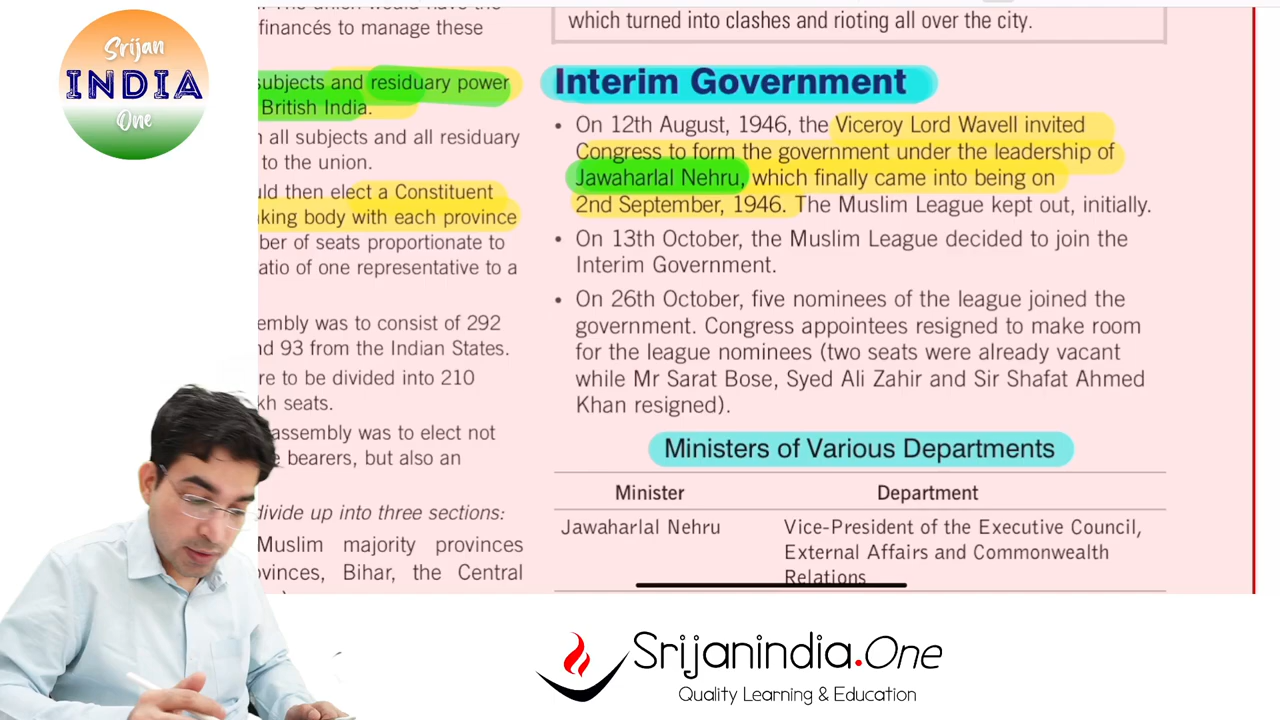 Srijan
INDIA
One
finances to manage these
subjects and residuary power
British India.
all subjects and all residuary
to the union.
then elect a Constituent
body with each province
of seats proportionate to
of one representative to a
was to consist of 292
93 from the Indian States.
to be divided into 210
seats.
assembly was to elect not
bearers, but also an
divide up into three sections:
Muslim majority provinces
Bihar, the Central
which turned into clashes and rioting all over the city.
Interim Government
• On 12th August, 1946, the Viceroy Lord Wavell invited
Congress to form the government under the leadership of
Jawaharlal Nehru, which finally came into being on
2nd September, 1946. The Muslim League kept out, initially.
• On 13th October, the Muslim League decided to join the
Interim Government.
• On 26th October, five nominees of the league joined the
government. Congress appointees resigned to make room
for the league nominees (two seats were already vacant
while Mr Sarat Bose, Syed Ali Zahir and Sir Shafat Ahmed
Khan resigned).
Ministers of Various Departments
Minister Department
Jawaharlal Nehru Vice-President of the Executive Council,
External Affairs and Commonwealth
Relations
Srijanindia.One
Quality Learning & Education